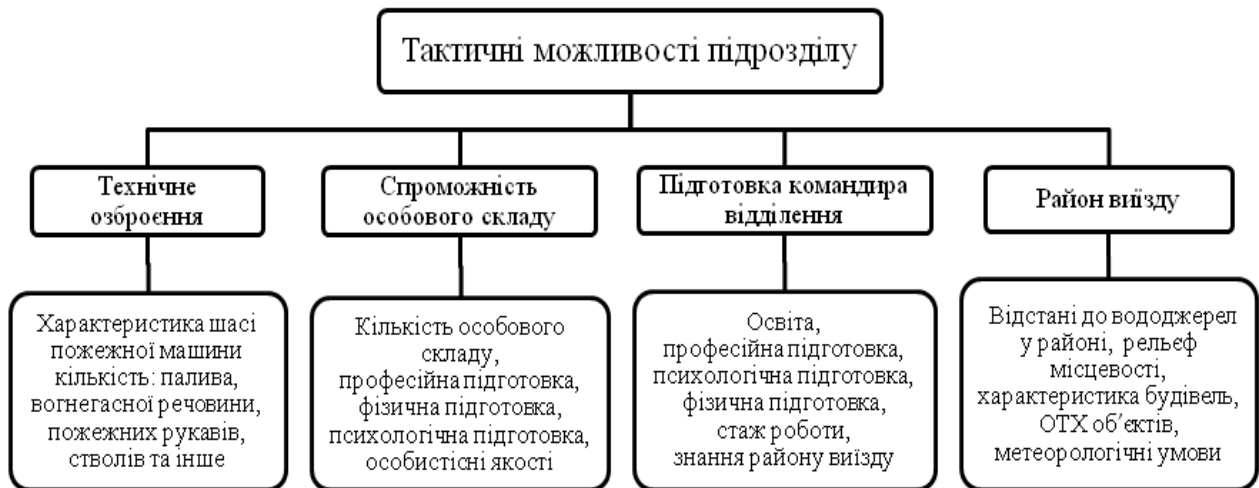 Тактичні можливості підрозділу
Технічне
озброєння
Спроможність
особового складу
Підготовка командира
відділення
Район виїзду
Характеристика шасі
пожежної машини
кількість: палива,
вогнегасної речовини,
пожежних рукавів,
стволів та інше
Кількість особового
складу,
професійна підготовка,
фізична підготовка,
психологічна підготовка,
особистісні якості
Освіта,
професійна підготовка,
психологічна підготовка,
фізична підготовка,
стаж роботи,
знання району виїзду
Відстані до вододжерел
у районі, рельєф
місцевості,
характеристика будівель,
ОТХ об'єктів,
метеорологічні умови